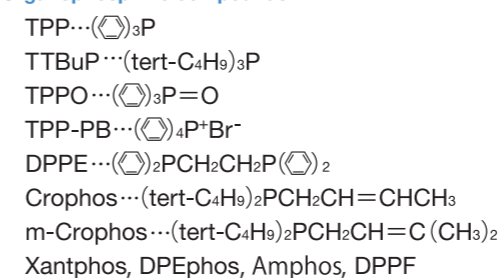 TPP…(⌬)₃P
TTBuP…(tert-C₄H₉)₃P
TPPO…(⌬)₃P=O
TPP-PB…(⌬)₄P⁺Br⁻
DPPE…(⌬)₂PCH₂CH₂P(⌬)₂
Crophos…(tert-C₄H₉)₂PCH₂CH=CHCH₃
m-Crophos…(tert-C₄H₉)₂PCH₂CH=C(CH₃)₂
Xantphos, DPEphos, Amphos, DPPF